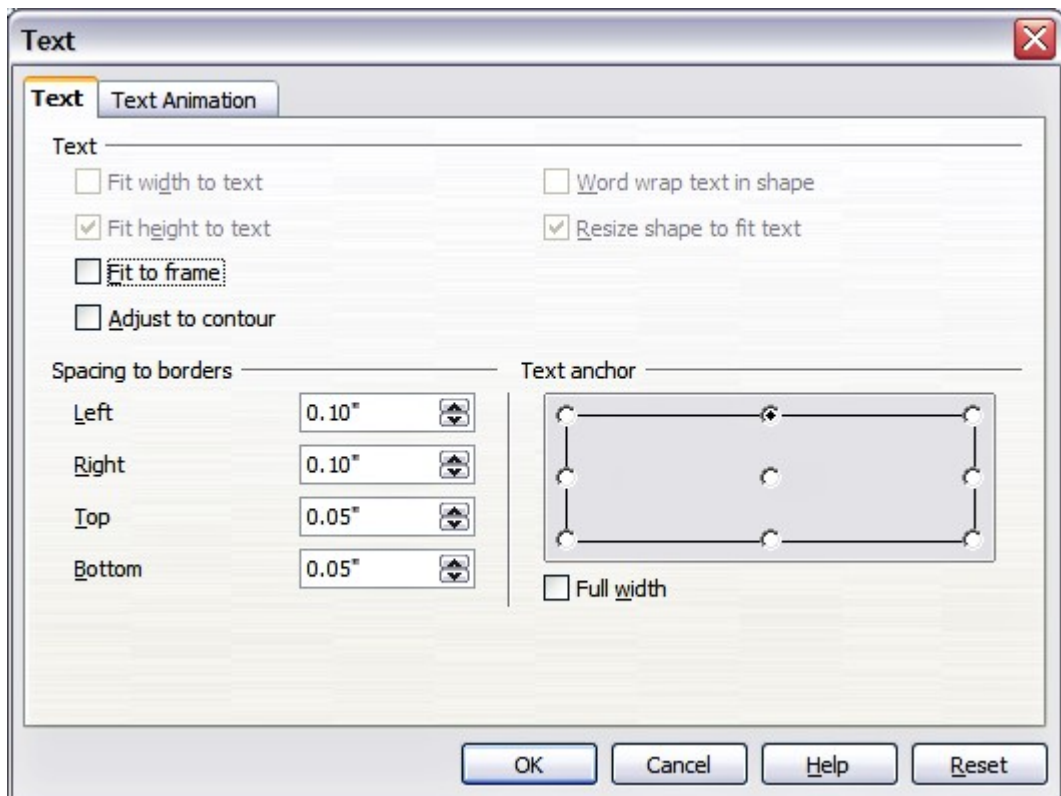 Text
Text Text Animation
Text
Fit width to text Word wrap text in shape
Fit height to text Resize shape to fit text
Fit to frame
Adjust to contour
Spacing to borders Text anchor
Left 0.10"
Right 0.10"
Top 0.05"
Bottom 0.05"
Full width
OK Cancel Help Reset